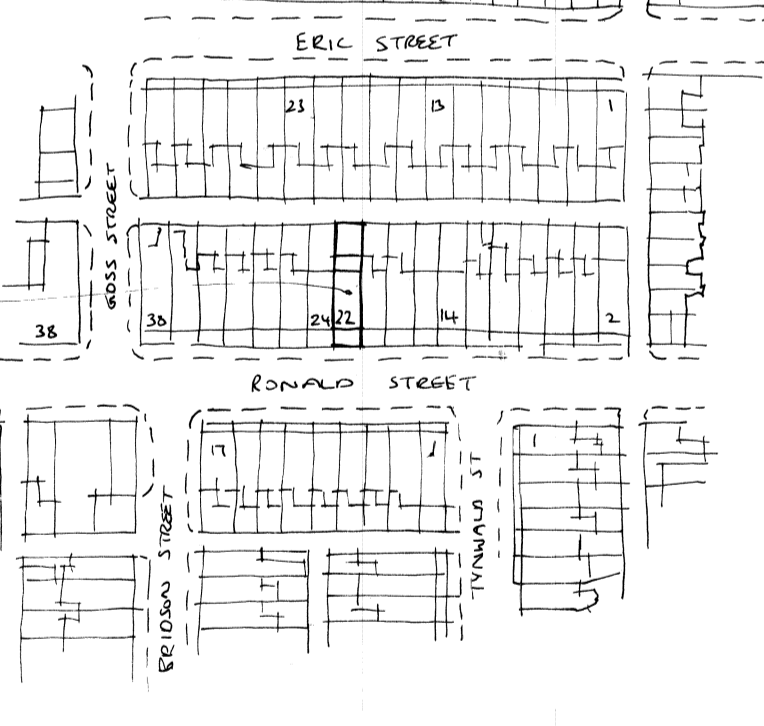 ERIC STREET
23 13 1
GOSS STREET
38 38 24 22 14 2
RONALD STREET
17 1 1
TYNWALD ST
BRIDSON STREET